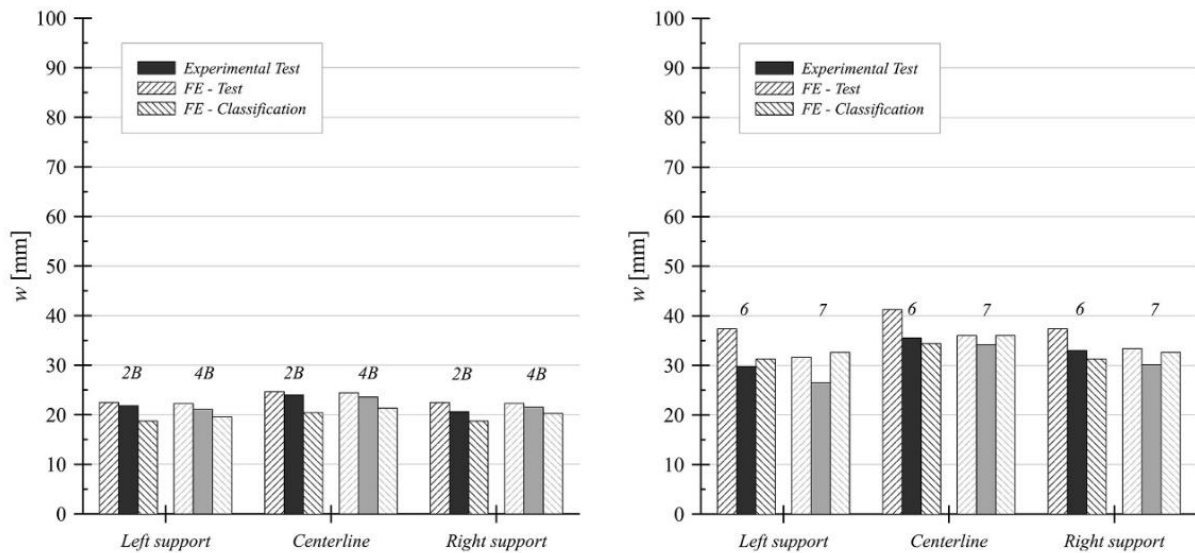 100
90
80
70
60
50
40
30
20
10
0
w [mm]
Experimental Test
FE - Test
FE - Classification
2B 4B 2B 4B 2B 4B
Left support Centerline Right support
100
90
80
70
60
50
40
30
20
10
0
w [mm]
Experimental Test
FE - Test
FE - Classification
6 7 6 7 6 7
Left support Centerline Right support